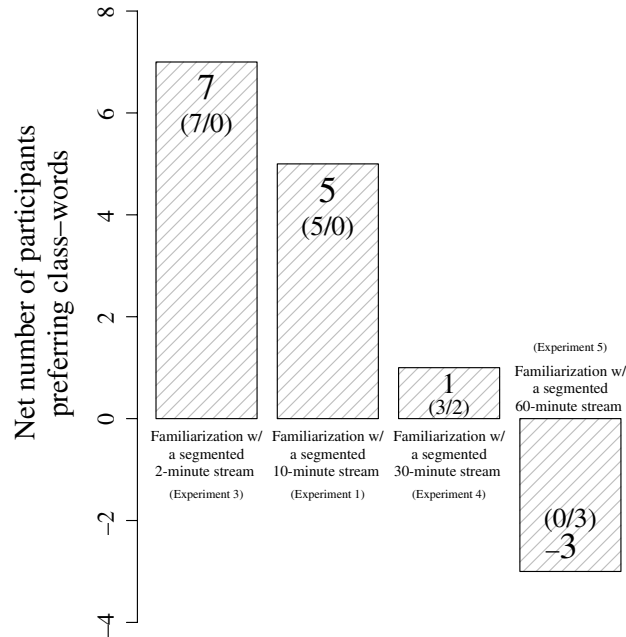 Net number of participants
preferring class–words
8
6
4
2
0
−2
−4
7
(7/0)
5
(5/0)
1
(3/2)
(0/3)
–3
Familiarization w/
a segmented
2-minute stream
(Experiment 3)
Familiarization w/
a segmented
10-minute stream
(Experiment 1)
Familiarization w/
a segmented
30-minute stream
(Experiment 4)
(Experiment 5)
Familiarization w/
a segmented
60-minute stream